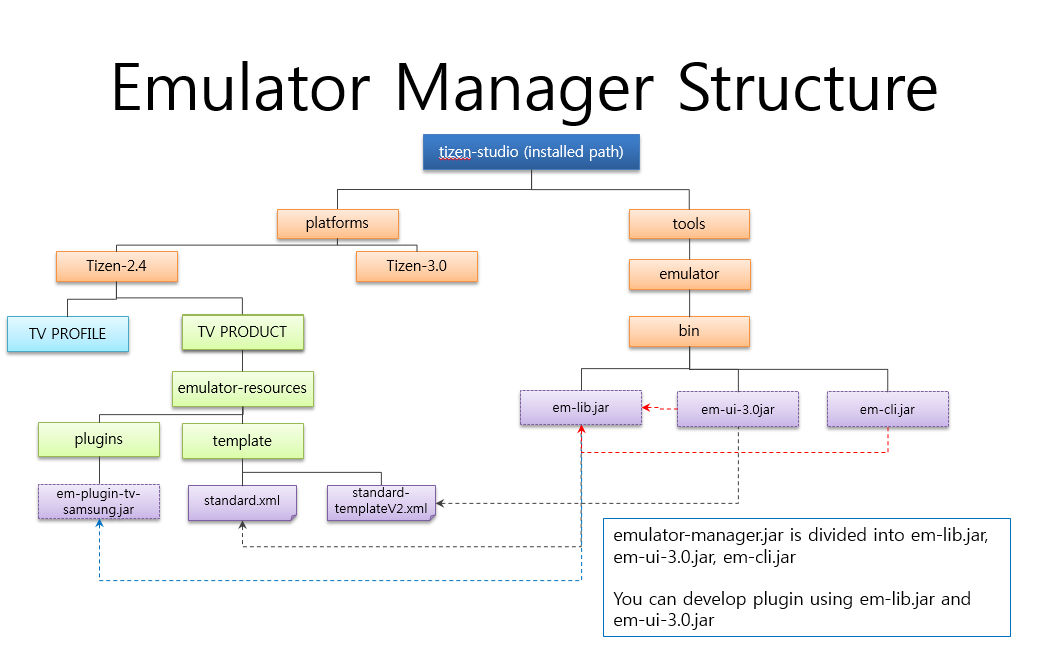 Emulator Manager Structure
tizen-studio (installed path)
platforms
tools
Tizen-2.4
Tizen-3.0
emulator
TV PROFILE
TV PRODUCT
bin
emulator-resources
em-lib.jar
em-ui-3.0jar
em-cli.jar
plugins
template
em-plugin-tv-
samsung.jar
standard.xml
standard-
templateV2.xml
emulator-manager.jar is divided into em-lib.jar,
em-ui-3.0.jar, em-cli.jar
You can develop plugin using em-lib.jar and
em-ui-3.0.jar